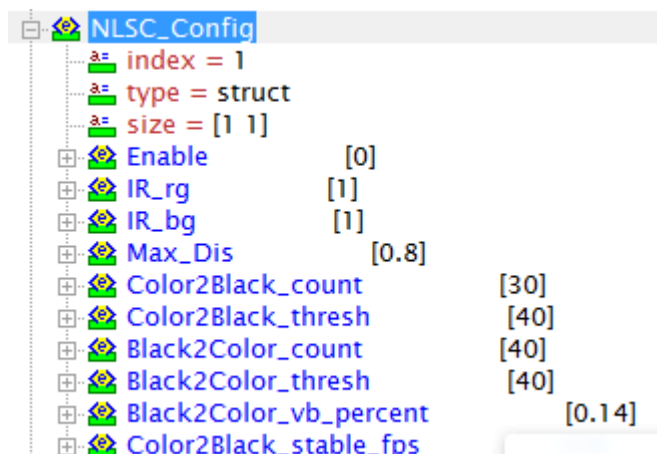 NLSC_Config
index = 1
type = struct
size = [1 1]
Enable [0]
IR_rg [1]
IR_bg [1]
Max_Dis [0.8]
Color2Black_count [30]
Color2Black_thresh [40]
Black2Color_count [40]
Black2Color_thresh [40]
Black2Color_vb_percent [0.14]
Color2Black_stable_fps